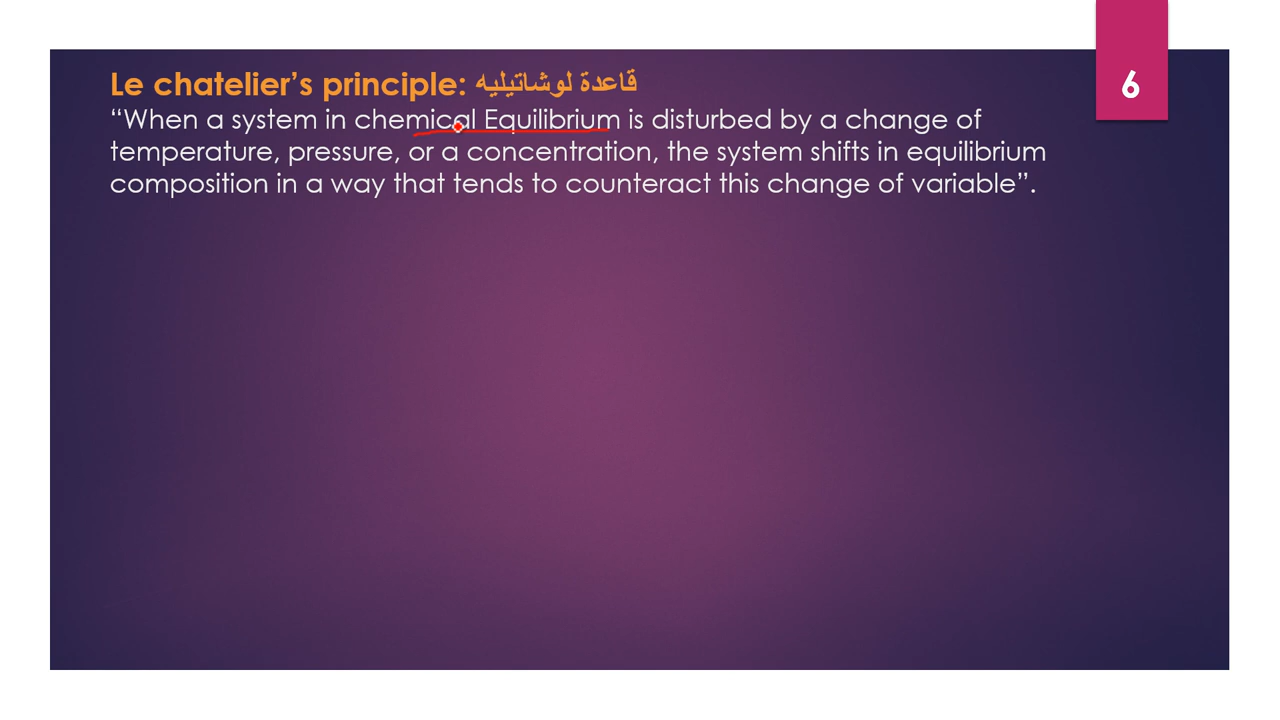 6
Le chatelier’s principle: قاعدة لوشاتيليه
“When a system in chemical Equilibrium is disturbed by a change of
temperature, pressure, or a concentration, the system shifts in equilibrium
composition in a way that tends to counteract this change of variable”.